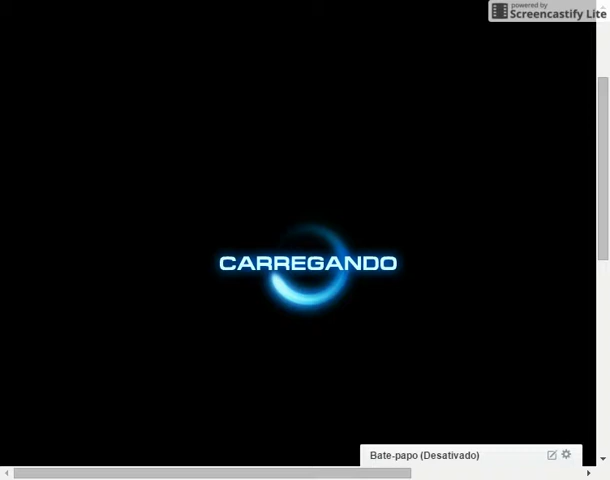 powered by
Screencastify Lite
CARREGANDO
Bate-papo (Desativado)